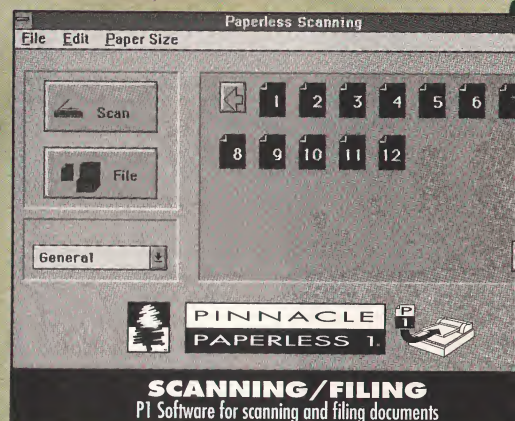 Paperless Scanning
File Edit Paper Size
Scan
1 2 3 4 5 6
File
8 9 10 11 12
General
PINNACLE
PAPERLESS 1
P
1
SCANNING/FILING
P1 Software for scanning and filing documents